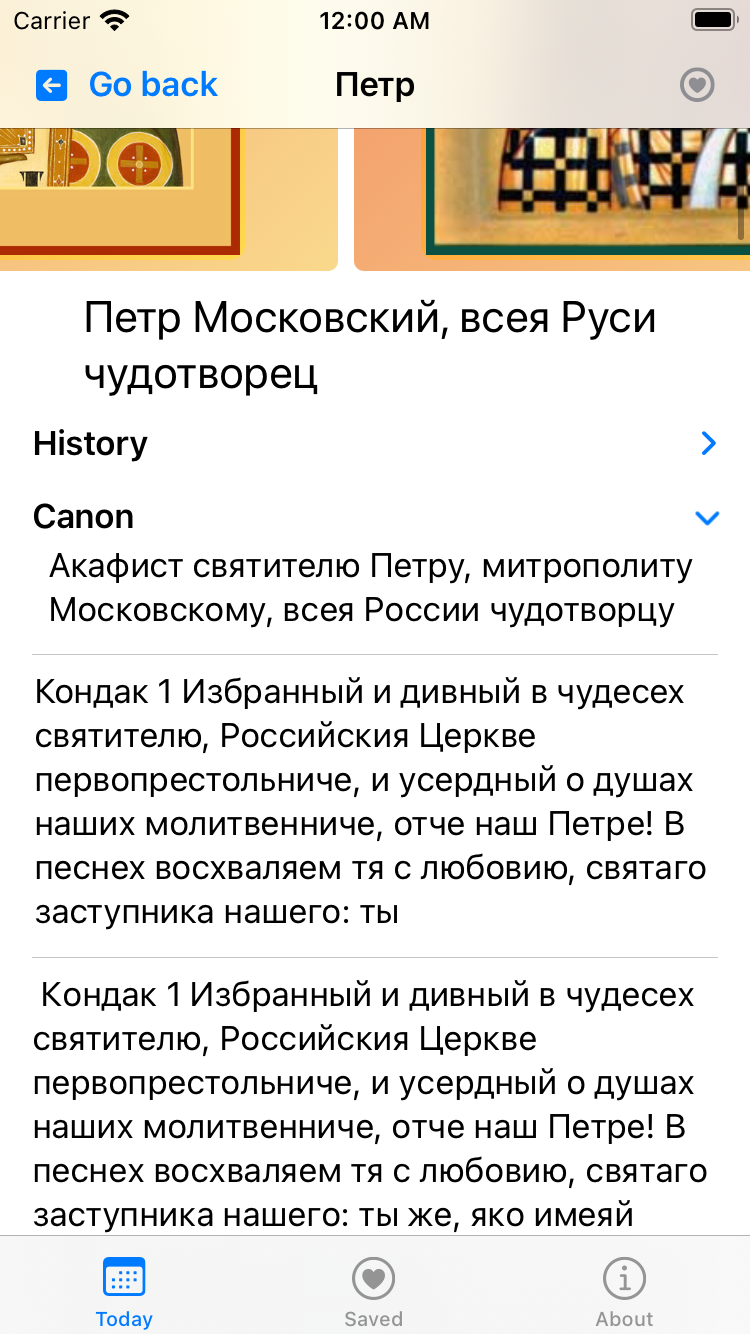 Carrier 12:00 AM
Go back Петр
Петр Московский, всея Руси
чудотворец
History
Canon
Акафист святителю Петру, митрополиту
Московскому, всея России чудотворцу
Кондак 1 Избранный и дивный в чудесех
святителю, Российския Церкве
первопрестольниче, и усердный о душах
наших молитвенниче, отче наш Петре! В
песнех восхваляем тя с любовию, святаго
заступника нашего: ты
Кондак 1 Избранный и дивный в чудесех
святителю, Российския Церкве
первопрестольниче, и усердный о душах
наших молитвенниче, отче наш Петре! В
песнех восхваляем тя с любовию, святаго
заступника нашего: ты же, яко имеяй
Today Saved About